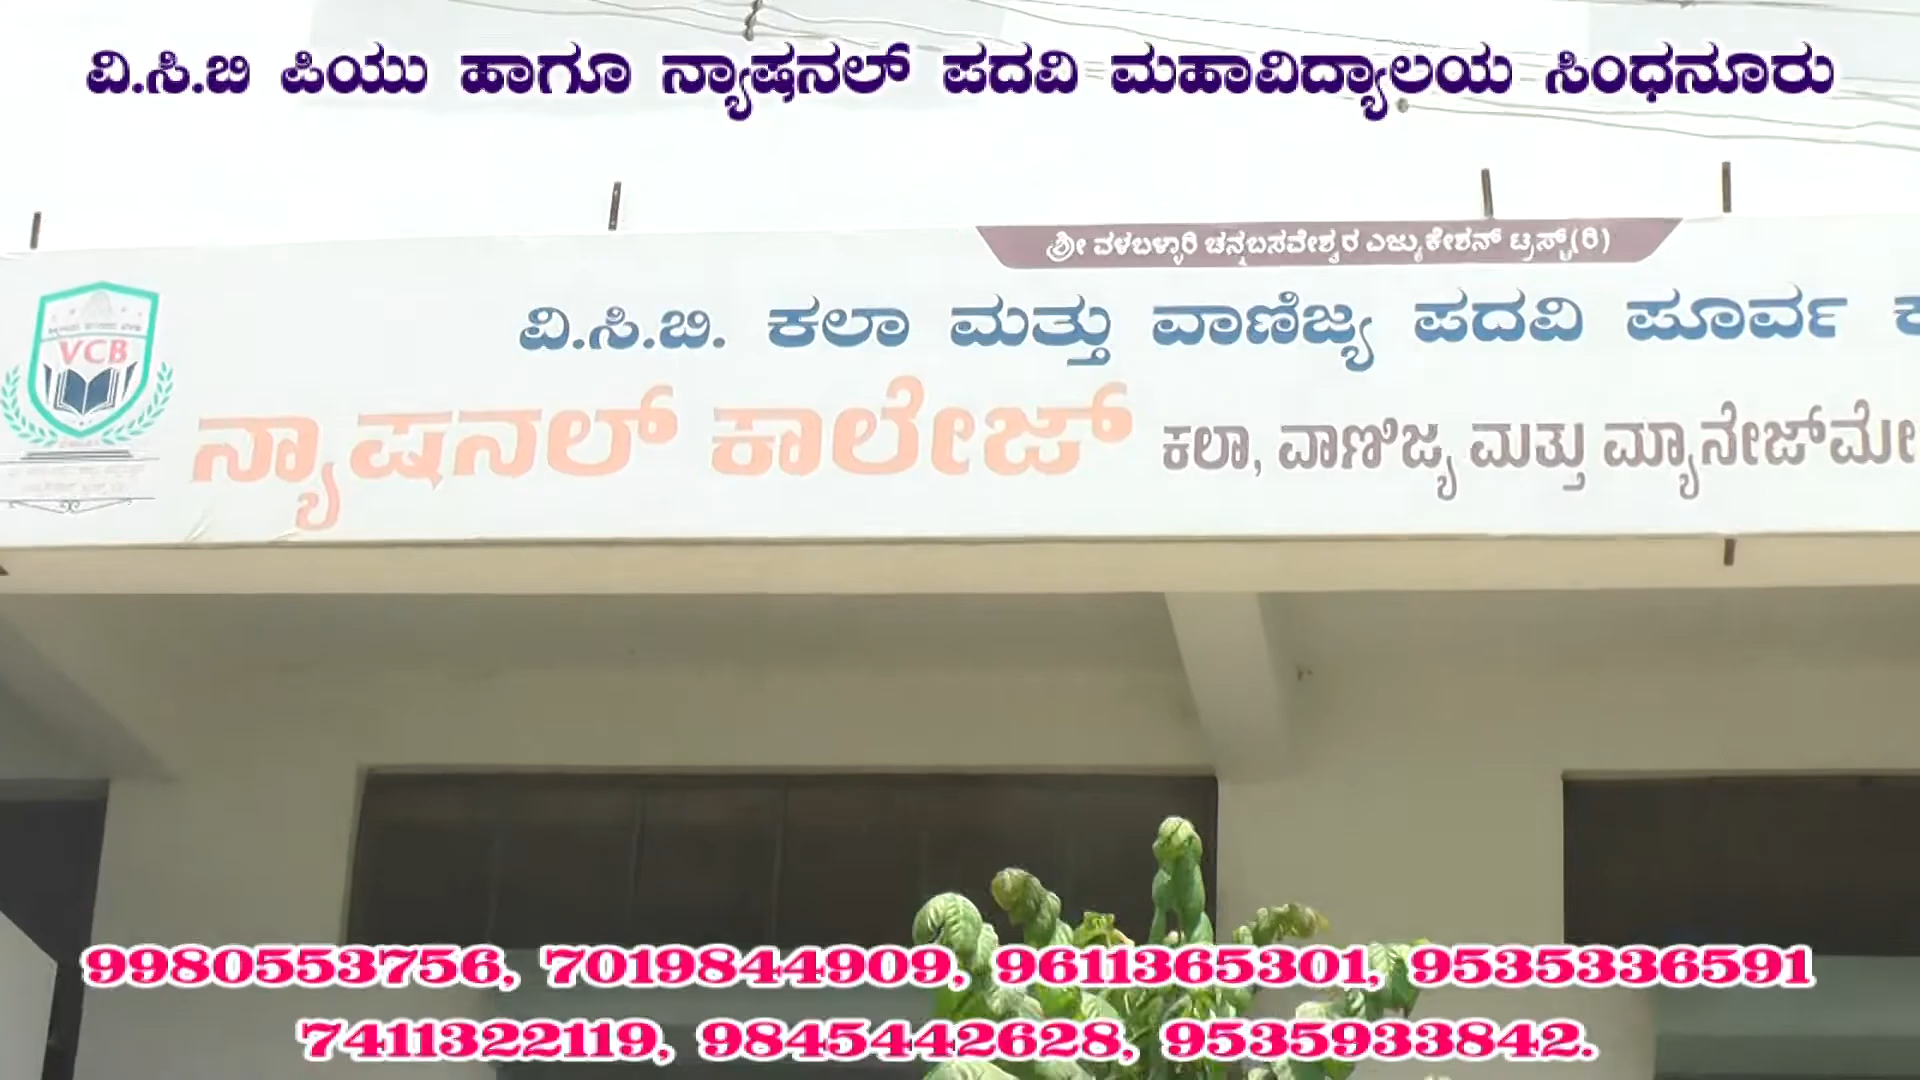 ವಿ.ಸಿ.ಬಿ ಪಿಯು ಹಾಗೂ ನ್ಯಾಷನಲ್ ಪದವಿ ಮಹಾವಿದ್ಯಾಲಯ ಸಿಂಧನೂರು
ಶ್ರೀ ವಳಬಳ್ಳಾರಿ ಚನ್ನಬಸವೇಶ್ವರ ಎಜ್ಯುಕೇಶನ್ ಟ್ರಸ್ಟ್(ರಿ)
ವಿ.ಸಿ.ಬಿ. ಕಲಾ ಮತ್ತು ವಾಣಿಜ್ಯ ಪದವಿ ಪೂರ್ವ
VCB
ನ್ಯಾಷನಲ್ ಕಾಲೇಜ್ ಕಲಾ, ವಾಣಿಜ್ಯ ಮತ್ತು ಮ್ಯಾನೇಜ್‌ಮೇ
9980553756, 7019844909, 9611365301, 9535336591
7411322119, 9845442628, 9535933842.